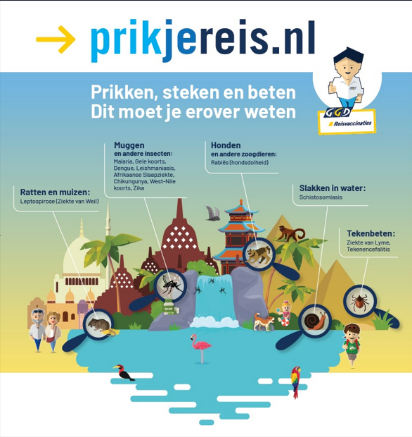 prikjereis.nl
Prikken, steken en beten
Dit moet je erover weten
GGD
Reisvaccinaties
Muggen
en andere insecten:
Malaria, Gele koorts,
Dengue, Leishmaniasis,
Afrikaanse Slaapziekte,
Chikungunya, West-Nile
koorts, Zika
Honden
en andere zoogdieren:
Rabiës (hondsdolheid)
Ratten en muizen:
Leptospirose (Ziekte van Weil)
Slakken in water:
Schistosomiasis
Tekenbeten:
Ziekte van Lyme,
Tekenencefalitis